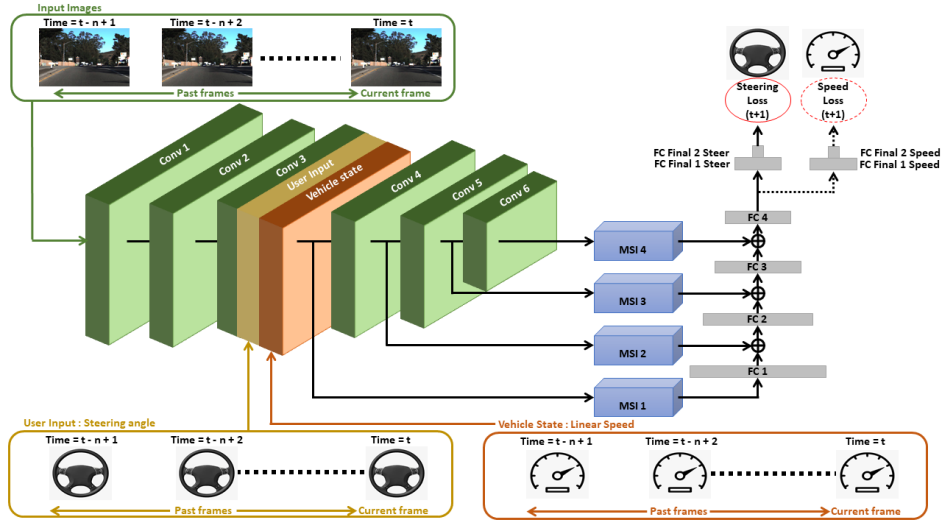 Input Images
Time = t - n + 1
Time = t - n + 2
Time = t
Past frames
Current frame
Steering
Loss
(t+1)
Speed
Loss
(t+1)
FC Final 2 Steer
FC Final 1 Steer
FC Final 2 Speed
FC Final 1 Speed
Conv 1
Conv 2
Conv 3
User Input
Vehicle state
Conv 4
Conv 5
Conv 6
MSI 4
MSI 3
MSI 2
MSI 1
FC 4
FC 3
FC 2
FC 1
User Input : Steering angle
Time = t - n + 1
Time = t - n + 2
Time = t
Past frames
Current frame
Vehicle State : Linear Speed
Time = t - n + 1
Time = t - n + 2
Time = t
Past frames
Current frame